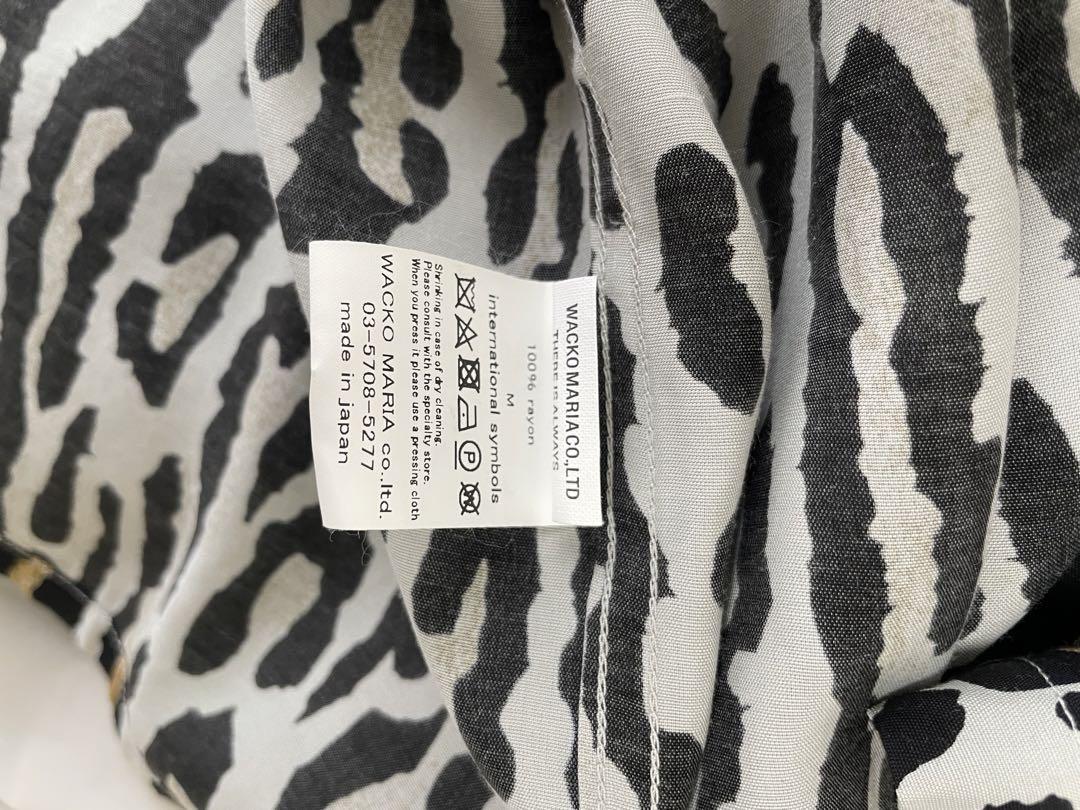 WACKO MARIA CO.,LTD
THERE IS ALWAYS
M
100% rayon
international symbols
P
W
Shrinking in case of dry cleaning.
Please consult with the specialty store.
When you press it please use a pressing cloth
WACKO MARIA co.,ltd.
03-5708-5277
made in japan